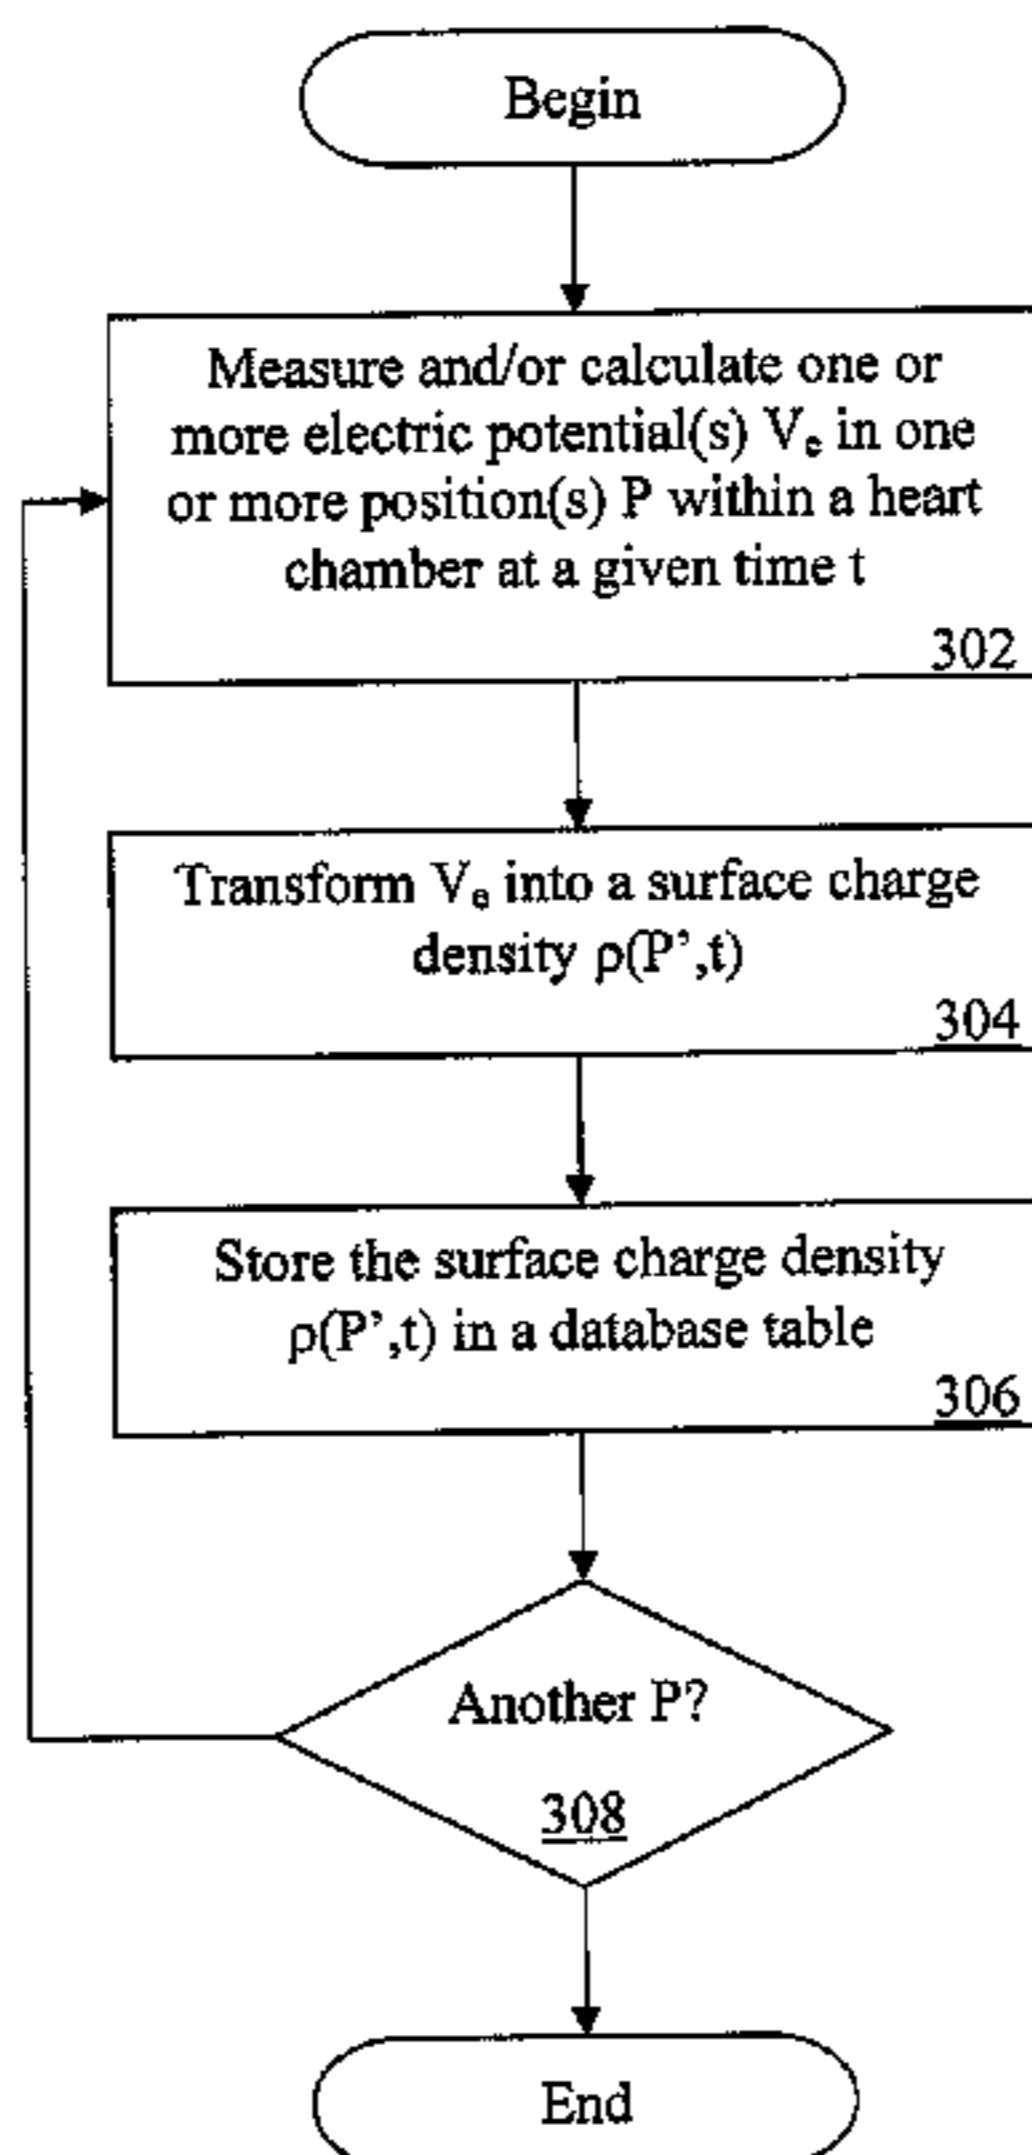 Begin
Measure and/or calculate one or
more electric potential(s) Ve in one
or more position(s) P within a heart
chamber at a given time t
302
Transform Ve into a surface charge
density ρ(P’,t)
304
Store the surface charge density
ρ(P’,t) in a database table
306
Another P?
308
End